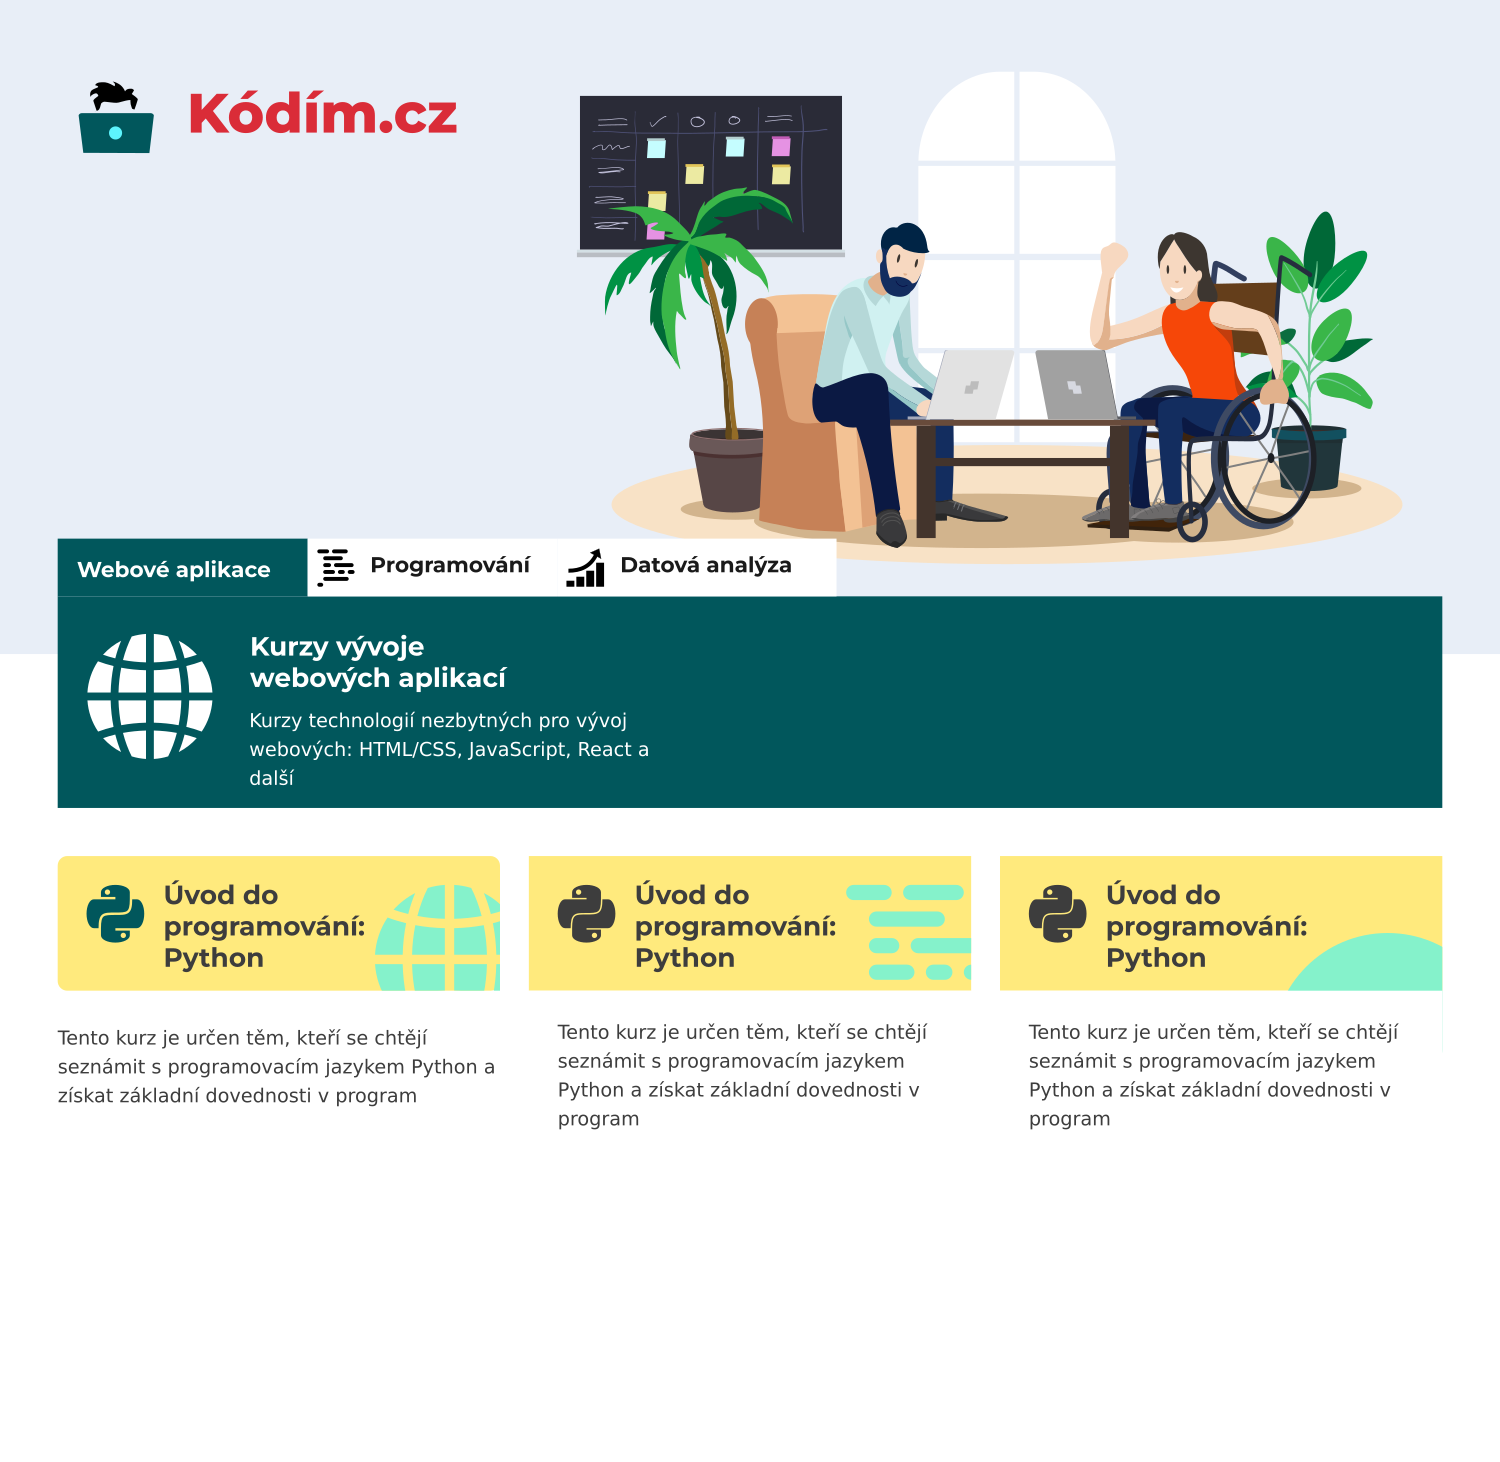 Kódím.cz
Webové aplikace
Programování
Datová analýza
Kurzy vývoje
webových aplikací
Kurzy technologií nezbytných pro vývoj
webových: HTML/CSS, JavaScript, React a
další
Úvod do
programování:
Python
Tento kurz je určen těm, kteří se chtějí
seznámit s programovacím jazykem Python a
získat základní dovednosti v program
Úvod do
programování:
Python
Tento kurz je určen těm, kteří se chtějí
seznámit s programovacím jazykem
Python a získat základní dovednosti v
program
Úvod do
programování:
Python
Tento kurz je určen těm, kteří se chtějí
seznámit s programovacím jazykem
Python a získat základní dovednosti v
program